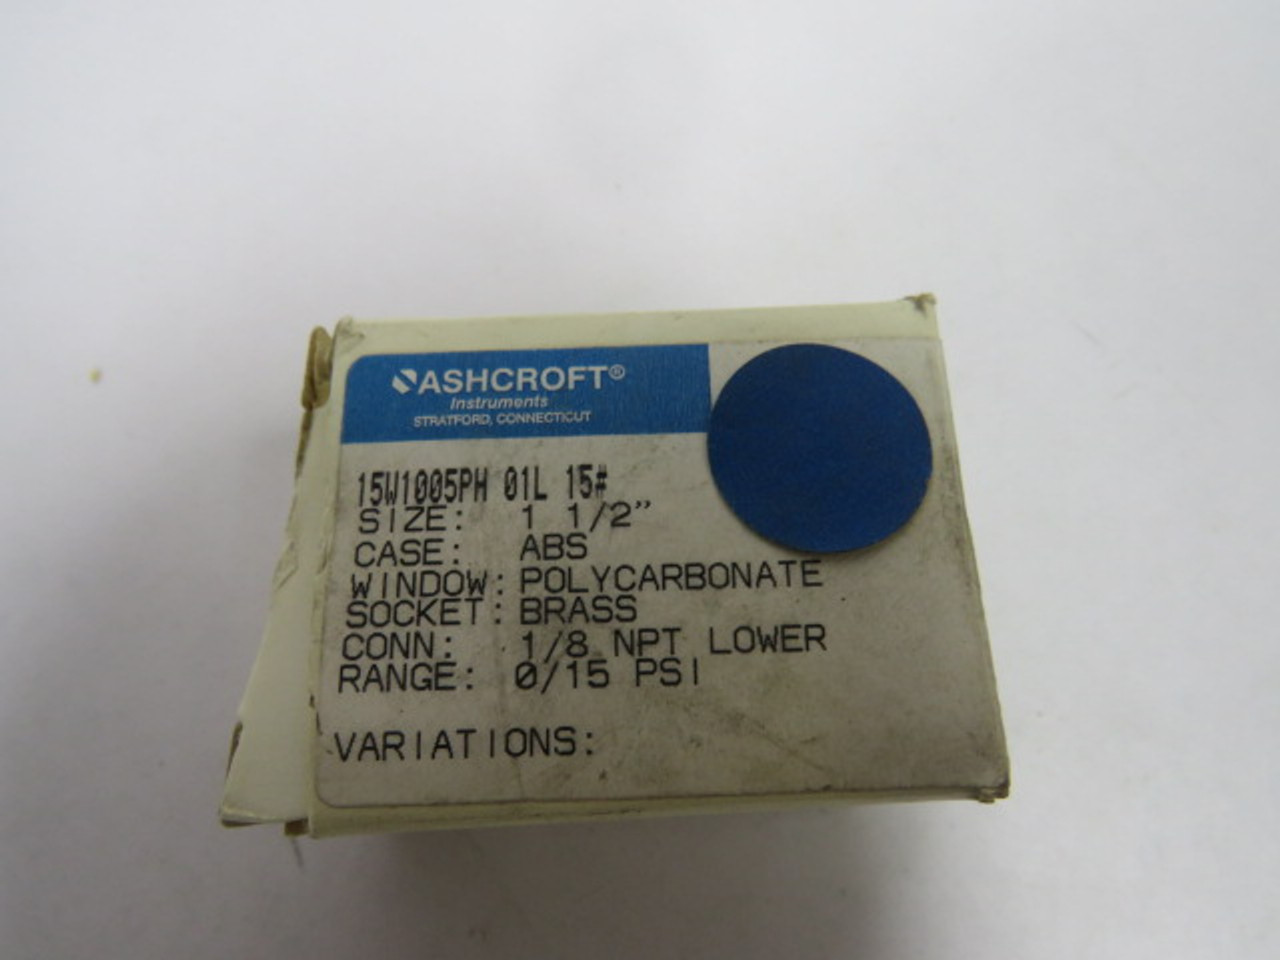 ASHCROFT®
Instruments
STRATFORD, CONNECTICUT
15W1005PH 01L 15#
SIZE: 1 1/2"
CASE: ABS
WINDOW: POLYCARBONATE
SOCKET: BRASS
CONN: 1/8 NPT LOWER
RANGE: 0/15 PSI
VARIATIONS: